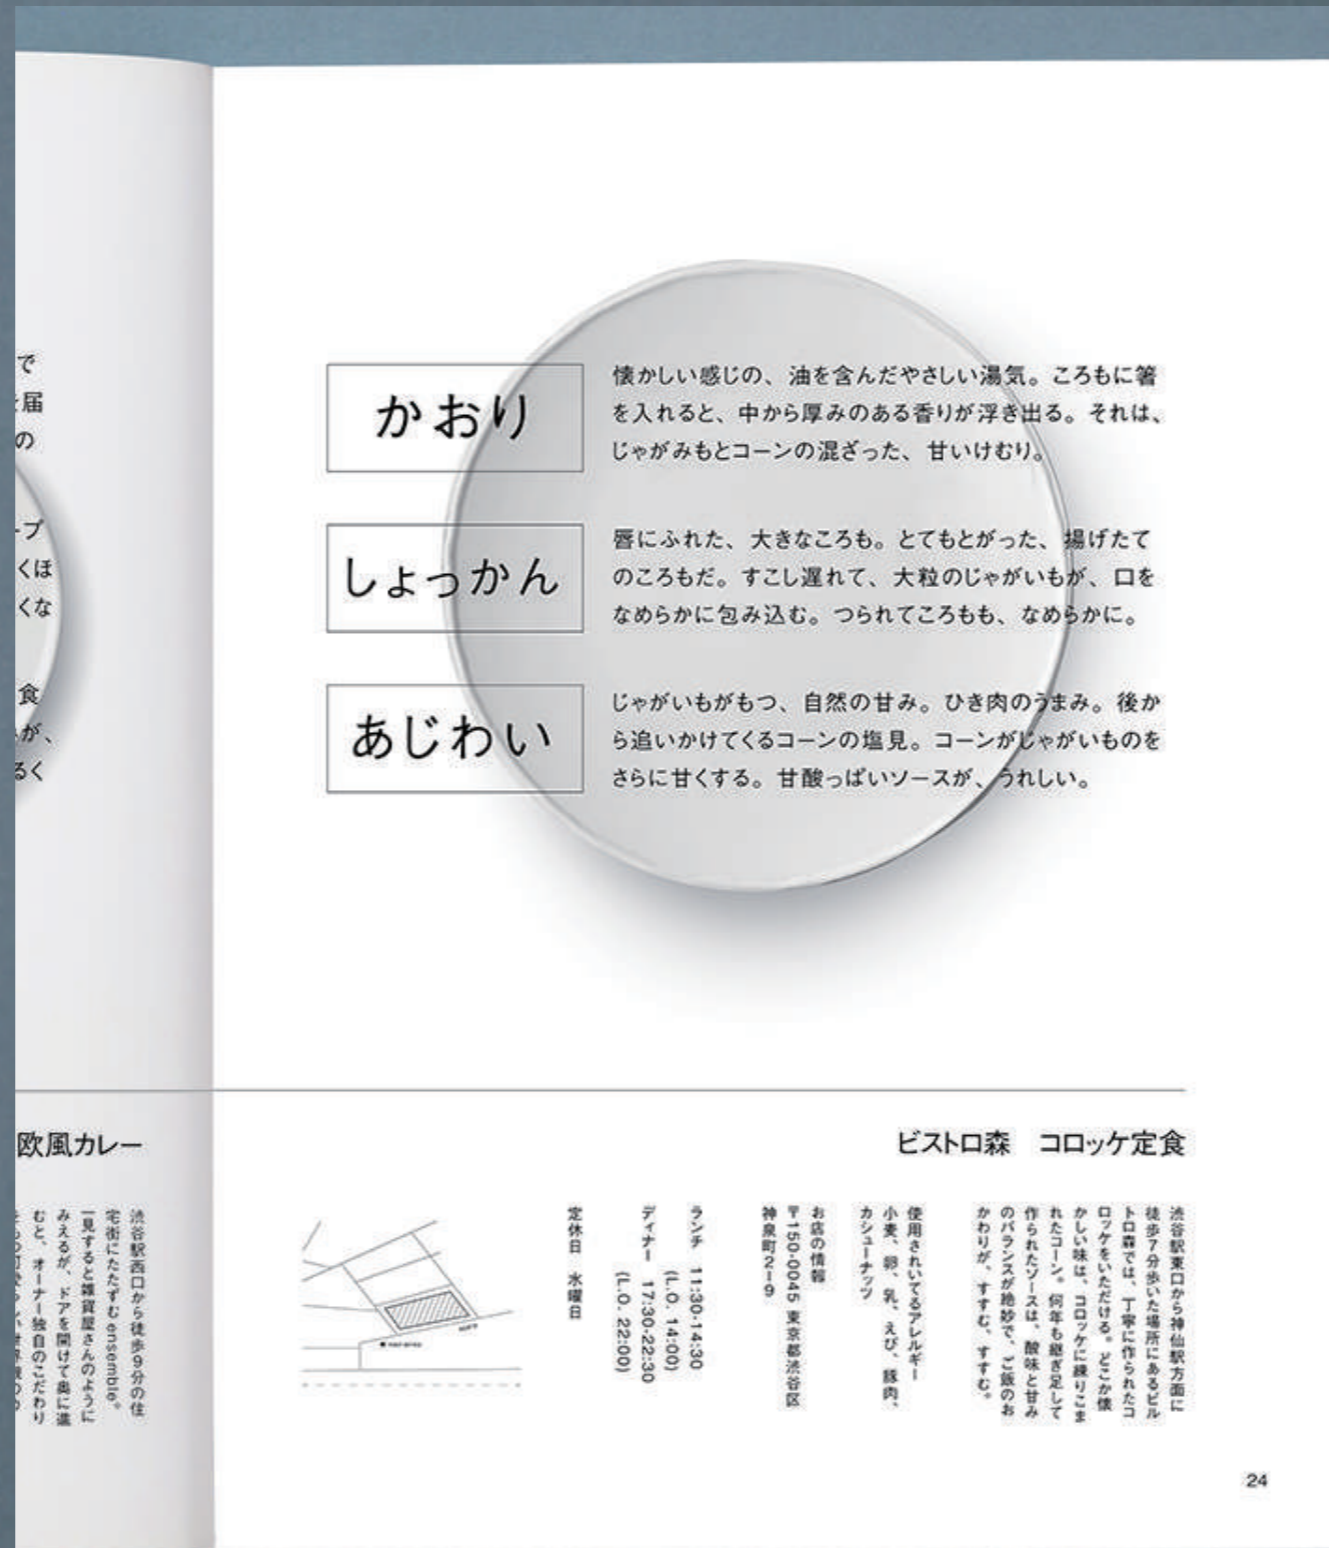 で
届
の
ープ
くほ
くな
食
が、
るく
かおり
懐かしい感じの、油を含んだやさしい湯気。ころもに箸
を入れると、中から厚みのある香りが浮き出る。それは、
じゃがみもとコーンの混ざった、甘いけむり。
しょっかん
唇にふれた、大きなころも。とてもとがった、揚げたて
のころもだ。すこし遅れて、大粒のじゃがいもが、口を
なめらかに包み込む。つられてころもも、なめらかに。
あじわい
じゃがいもがもつ、自然の甘み。ひき肉のうまみ。後か
ら追いかけてくるコーンの塩見。コーンがじゃがいものを
さらに甘くする。甘酸っぱいソースが、うれしい。
ビストロ森　コロッケ定食
渋谷駅東口から神仙駅方面に
徒歩7分歩いた場所にあるビル
トロ森では、丁寧に作られたコ
ロッケをいただける。どこか懐
かしい味は、コロッケに練りこま
れたコーン。何年も継ぎ足して
作られたソースは、酸味と甘み
のバランスが絶妙で、ご飯のお
かわりが、すすむ、すすむ。
使用されいてるアレルギー
小麦、卵、乳、えび、豚肉、
カシューナッツ
お店の情報
〒150-0045 東京都渋谷区
神泉町2-9
ランチ 11:30-14:30
(L.O. 14:00)
ディナー 17:30-22:30
(L.O. 22:00)
定休日 水曜日
欧風カレー
渋谷駅西口から徒歩9分の住
宅街にたたずむ ensemble。
一見すると雑貨屋さんのように
みえるが、ドアを開けて奥に進
むと、オーナー独自のこだわり
24